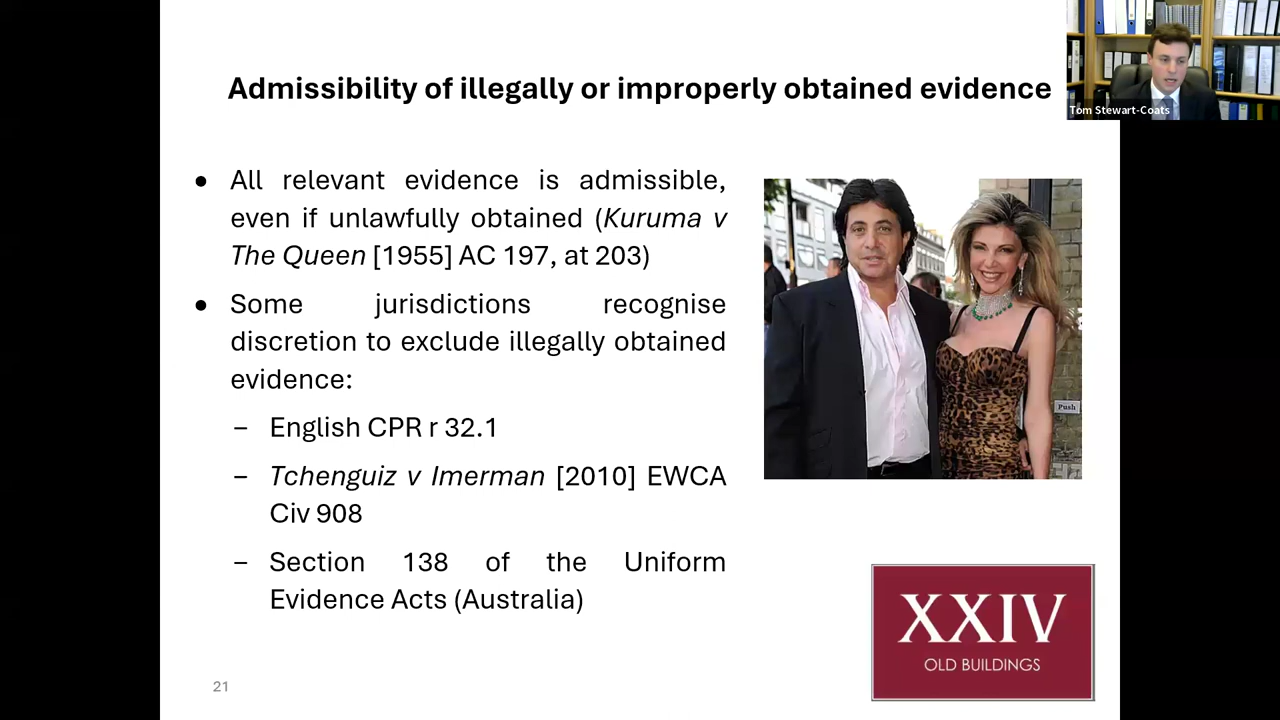 Admissibility of illegally or improperly obtained evidence
Tom Stewart-Coats
● All relevant evidence is admissible,
even if unlawfully obtained (Kuruma v
The Queen [1955] AC 197, at 203)
● Some jurisdictions recognise
discretion to exclude illegally obtained
evidence:
– English CPR r 32.1
– Tchenguiz v Imerman [2010] EWCA
Civ 908
– Section 138 of the Uniform
Evidence Acts (Australia)
Push
XXIV
OLD BUILDINGS
21